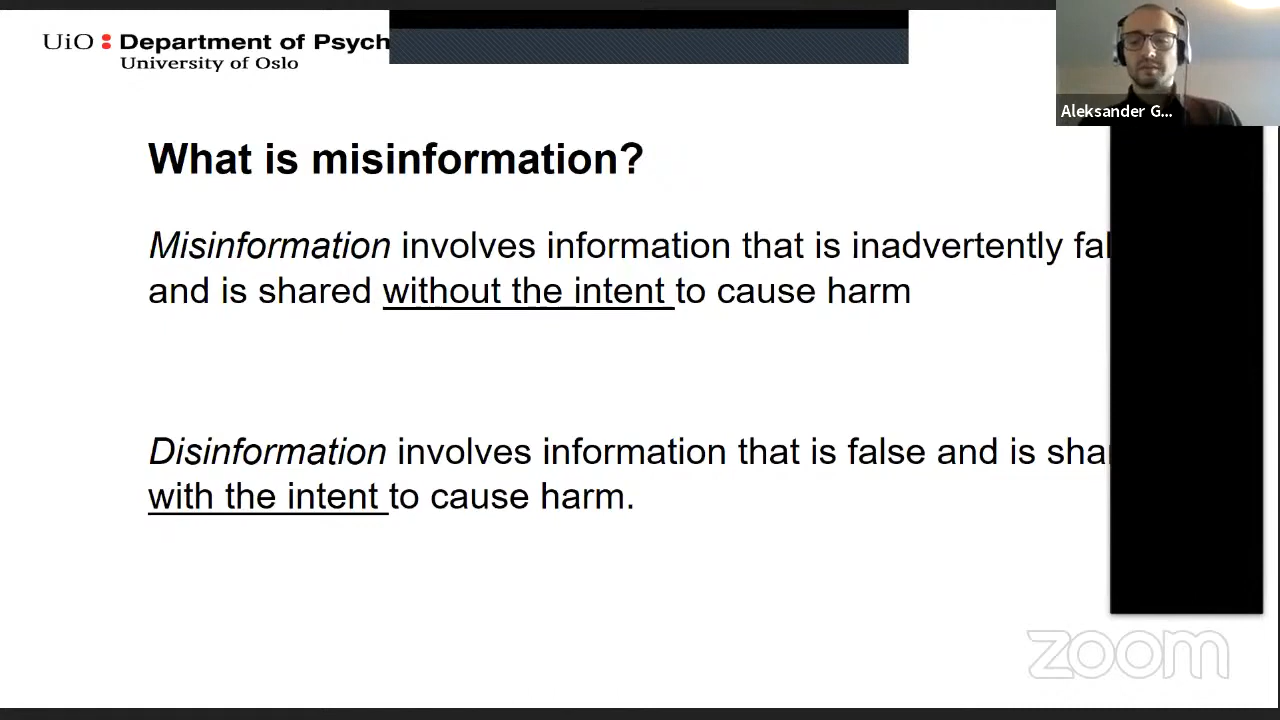 UiO : Department of Psych
University of Oslo
Aleksander G...
What is misinformation?
Misinformation involves information that is inadvertently
and is shared without the intent to cause harm
Disinformation involves information that is false and is
with the intent to cause harm.
zoom